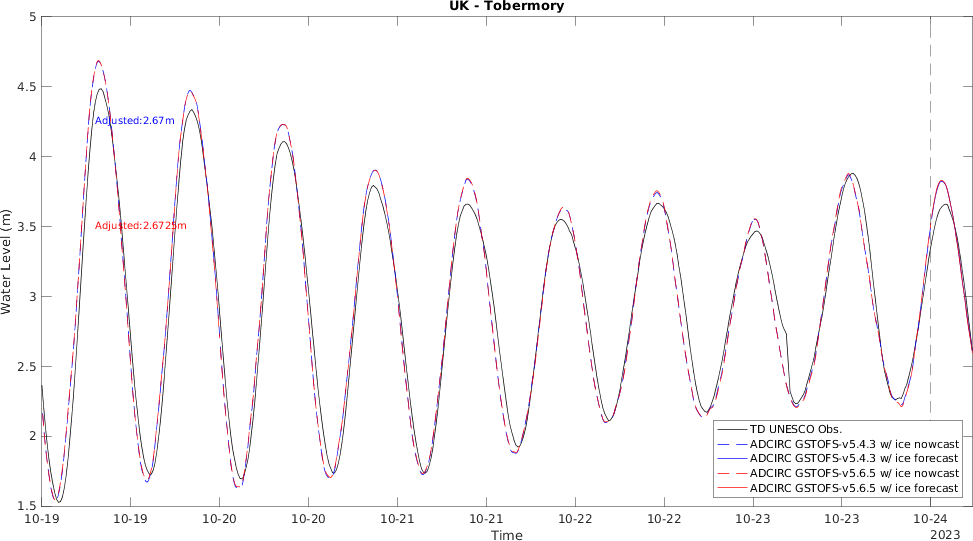 UK - Tobermory
5
4.5
4
3.5
3
2.5
2
1.5
Water Level (m)
Adjusted:2.67m
Adjusted:2.6725m
TD UNESCO Obs.
ADCIRC GSTOFS-v5.4.3 w/ ice nowcast
ADCIRC GSTOFS-v5.4.3 w/ ice forecast
ADCIRC GSTOFS-v5.6.5 w/ ice nowcast
ADCIRC GSTOFS-v5.6.5 w/ ice forecast
10-19 10-19 10-20 10-20 10-21 10-21 10-22 10-22 10-23 10-23 10-24
2023
Time